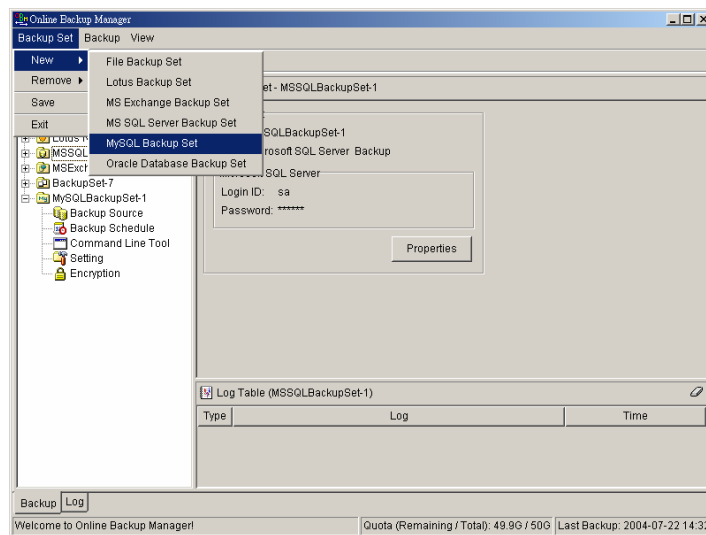 Online Backup Manager
Backup Set Backup View
New
Remove
Save
Exit
File Backup Set
Lotus Backup Set
MS Exchange Backup Set
MS SQL Server Backup Set
MySQL Backup Set
Oracle Database Backup Set
et - MSSQLBackupSet-1
SQLBackupSet-1
rosoft SQL Server Backup
SQL Server
Login ID: sa
Password: ******
Properties
MSSQL
MSExch
BackupSet-7
MySQLBackupSet-1
Backup Source
Backup Schedule
Command Line Tool
Setting
Encryption
Log Table (MSSQLBackupSet-1)
Type Log Time
Backup Log
Welcome to Online Backup Manager! Quota (Remaining / Total): 49.9G / 50G Last Backup: 2004-07-22 14:3